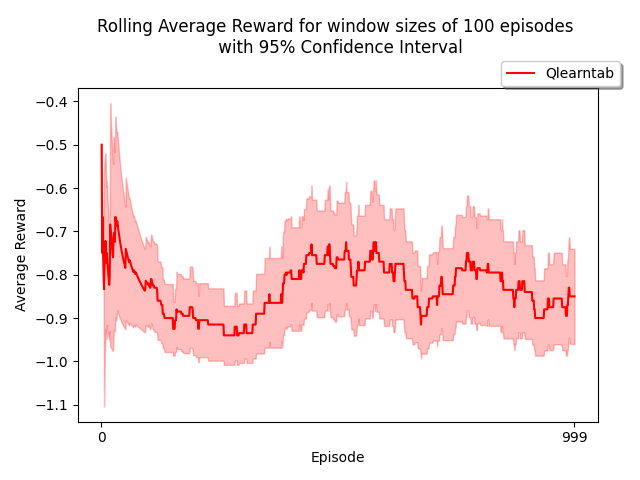 Rolling Average Reward for window sizes of 100 episodes
with 95% Confidence Interval
Qlearntab
−0.4
−0.5
−0.6
−0.7
−0.8
−0.9
−1.0
−1.1
Average Reward
0
999
Episode